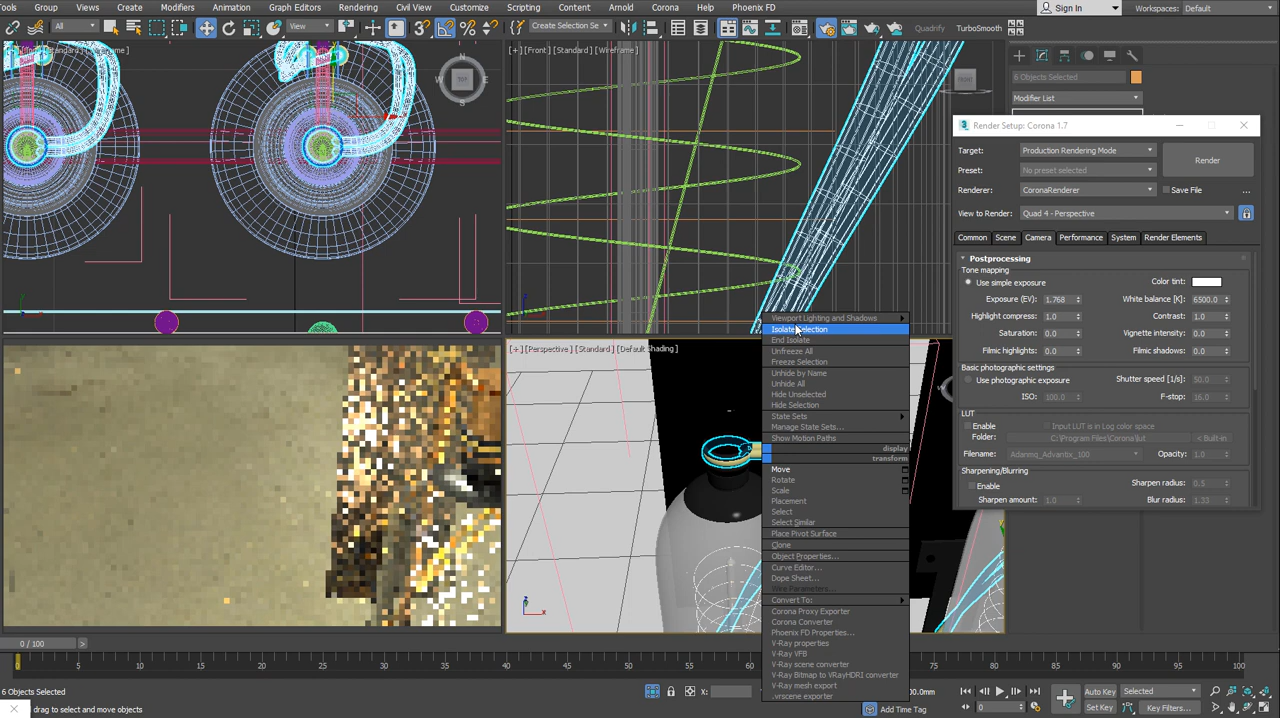 Tools Group Views Create Modifiers Animation Graph Editors Rendering Civil View Customize Scripting Content Arnold Corona Help Phoenix FD Sign In Workspaces: Default
All View Create Selection Se Quadrify TurboSmooth
[+] [Front] [Standard] [Wireframe]
N W E S TOP
FRONT
6 Objects Selected
Modifier List
Render Setup: Corona 1.7
Target: Production Rendering Mode
Render
Preset: No preset selected
Renderer: CoronaRenderer Save File ...
View to Render: Quad 4 - Perspective
Common Scene Camera Performance System Render Elements
Postprocessing
Tone mapping
Use simple exposure Color tint:
Exposure (EV): 1.768 White balance [K]: 6500.0
Highlight compress: 1.0 Contrast: 1.0
Saturation: 0.0 Vignette intensity: 0.0
Filmic highlights: 0.0 Filmic shadows: 0.0
Basic photographic settings
Use photographic exposure Shutter speed [1/s]: 50.0
ISO: 100.0 F-stop: 16.0
LUT
Enable Input LUT is in Log color space
Folder: C:\Program Files\Corona\lut < Built-in
Filename: Adanmq_Advantix_100 Opacity: 1.0
Sharpening/Blurring
Enable Sharpen radius: 0.5
Sharpen amount: 1.0 Blur radius: 1.33
[+] [Perspective] [Standard] [Default Shading]
Viewport Lighting and Shadows
Isolate Selection
End Isolate
Unfreeze All
Freeze Selection
Unhide by Name
Unhide All
Hide Unselected
Hide Selection
State Sets
Manage State Sets...
Show Motion Paths
display
transform
Move
Rotate
Scale
Placement
Select
Select Similar
Place Pivot Surface
Clone
Object Properties...
Curve Editor...
Dope Sheet...
Wire Parameters...
Convert To:
Corona Proxy Exporter
Corona Converter
Phoenix FD Properties...
V-Ray properties
V-Ray VFB
V-Ray scene converter
V-Ray Bitmap to VRayHDRI converter
V-Ray mesh export
.vrscene exporter
0 / 100 >
0 5 10 15 20 25 30 35 40 45 50 55 60 75 80 85 90 95 100
6 Objects Selected X: Auto Key Selected
drag to select and move objects Add Time Tag 0 Set Key Key Filters...